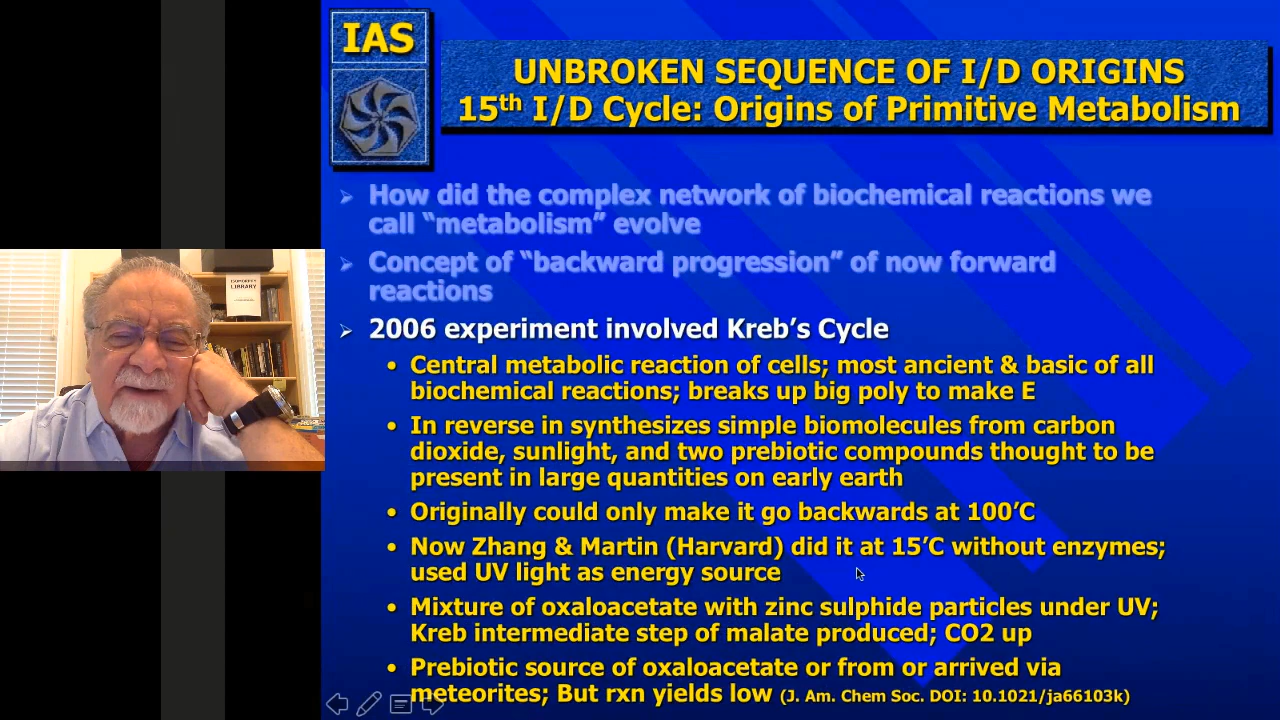 IAS
UNBROKEN SEQUENCE OF I/D ORIGINS
15th I/D Cycle: Origins of Primitive Metabolism
How did the complex network of biochemical reactions we
call “metabolism” evolve
Concept of “backward progression” of now forward
reactions
2006 experiment involved Kreb’s Cycle
Central metabolic reaction of cells; most ancient & basic of all
biochemical reactions; breaks up big poly to make E
In reverse in synthesizes simple biomolecules from carbon
dioxide, sunlight, and two prebiotic compounds thought to be
present in large quantities on early earth
Originally could only make it go backwards at 100’C
Now Zhang & Martin (Harvard) did it at 15’C without enzymes;
used UV light as energy source
Mixture of oxaloacetate with zinc sulphide particles under UV;
Kreb intermediate step of malate produced; CO2 up
Prebiotic source of oxaloacetate or from or arrived via
meteorites; But rxn yields low (J. Am. Chem Soc. DOI: 10.1021/ja66103k)
LIBRARY